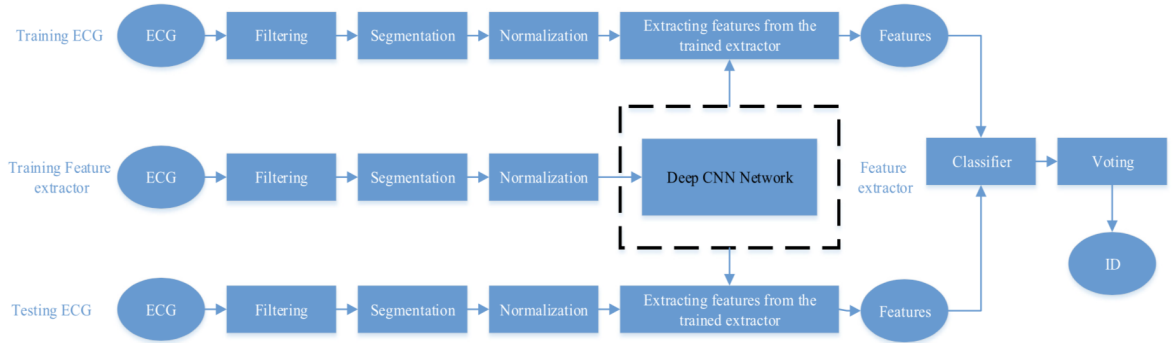 Training ECG
ECG
Filtering
Segmentation
Normalization
Extracting features from the
trained extractor
Features
Training Feature
extractor
ECG
Filtering
Segmentation
Normalization
Deep CNN Network
Feature
extractor
Classifier
Voting
ID
Testing ECG
ECG
Filtering
Segmentation
Normalization
Extracting features from the
trained extractor
Features